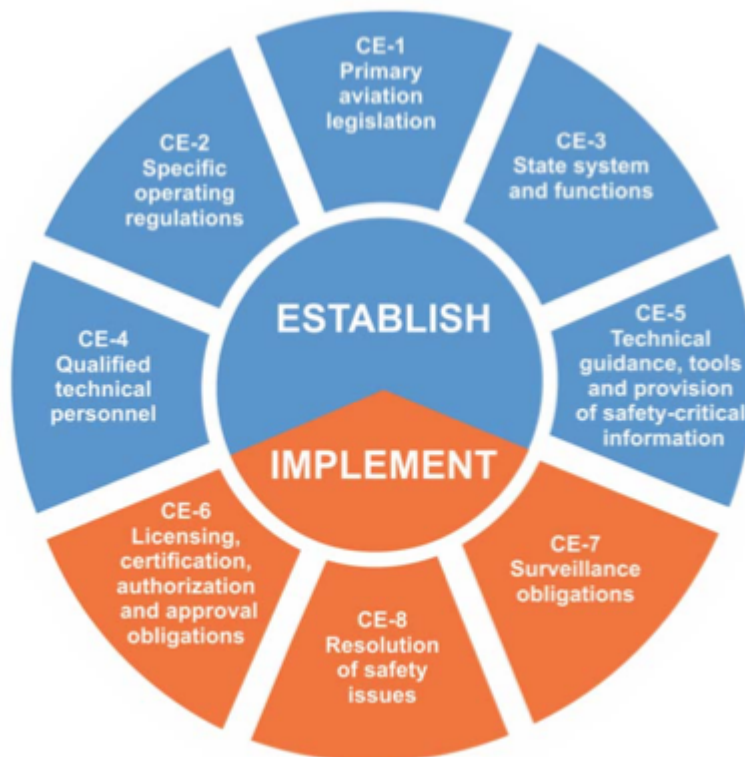 CE-1
Primary
aviation
legislation
CE-2
Specific
operating
regulations
CE-3
State system
and functions
CE-4
Qualified
technical
personnel
ESTABLISH
CE-5
Technical
guidance, tools
and provision
of safety-critical
information
IMPLEMENT
CE-6
Licensing,
certification,
authorization
and approval
obligations
CE-8
Resolution
of safety
issues
CE-7
Surveillance
obligations